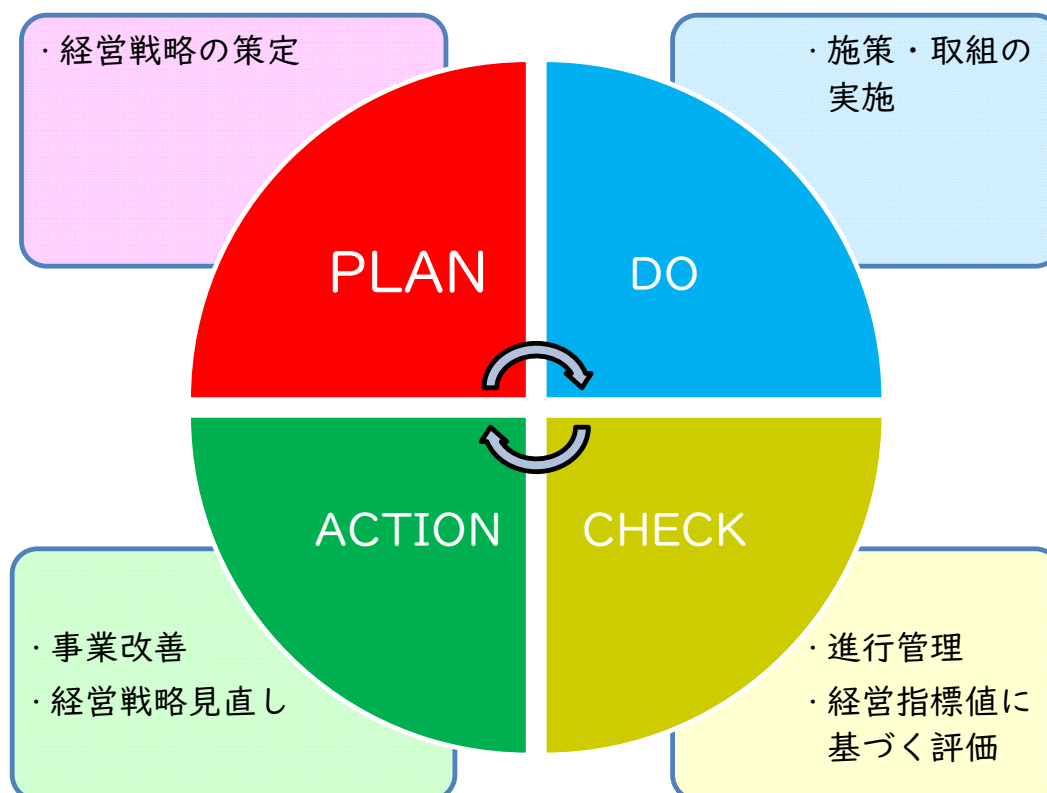 ・経営戦略の策定
・施策・取組の
実施
PLAN
DO
ACTION
CHECK
・事業改善
・経営戦略見直し
・進行管理
・経営指標値に
基づく評価